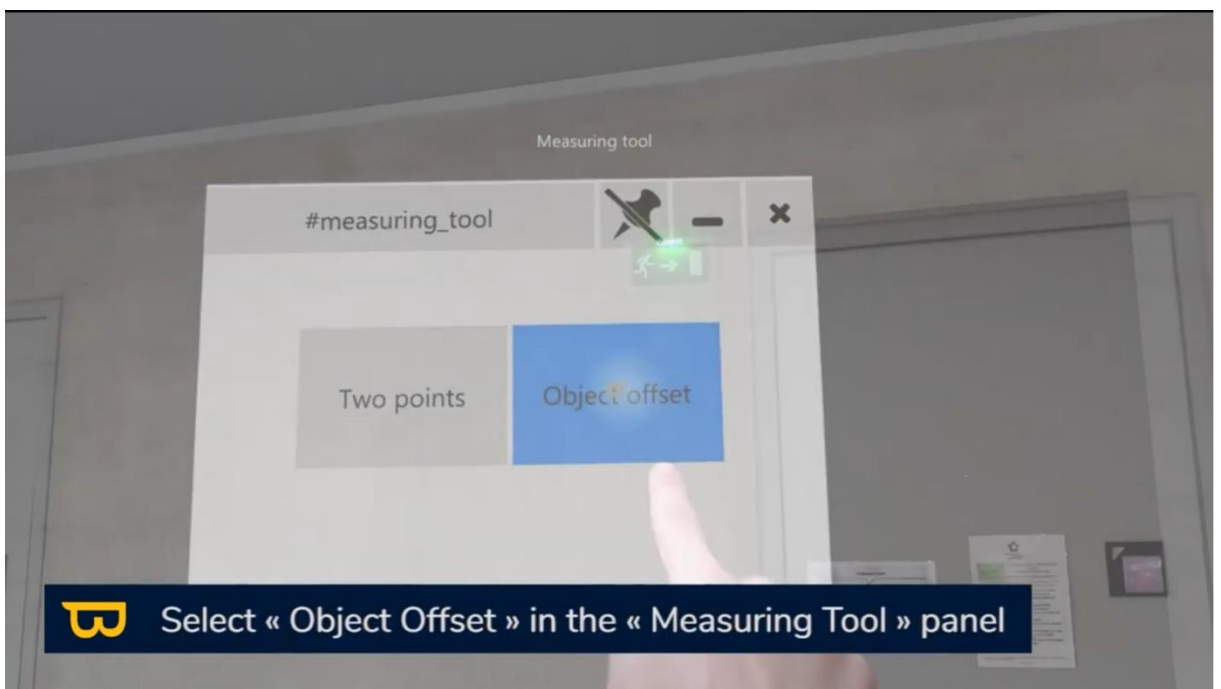 Measuring tool
#measuring_tool
Two points
Object offset
Select « Object Offset » in the « Measuring Tool » panel